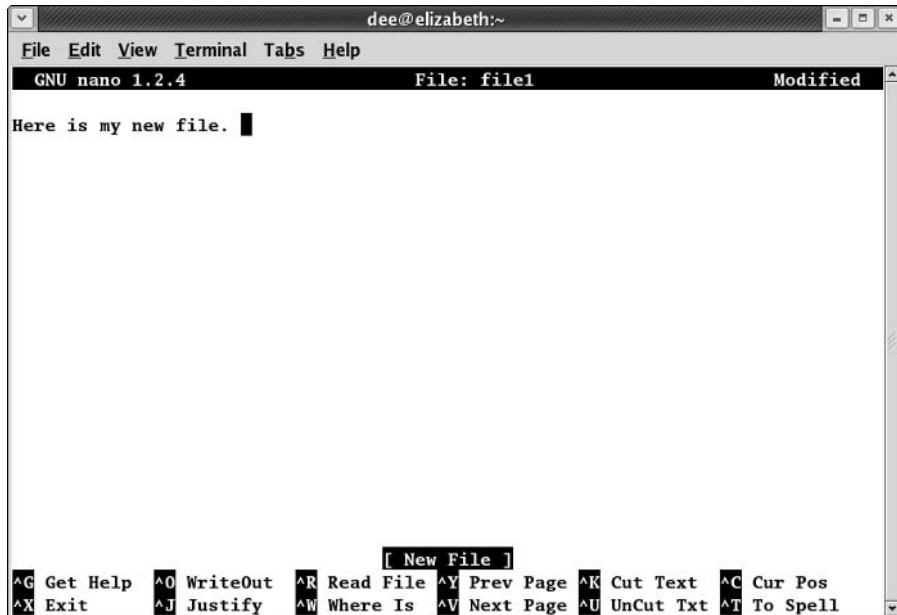 dee@elizabeth:~
File Edit View Terminal Tabs Help
GNU nano 1.2.4 File: file1 Modified
Here is my new file.
[ New File ]
^G Get Help ^O WriteOut ^R Read File ^Y Prev Page ^K Cut Text ^C Cur Pos
^X Exit ^J Justify ^W Where Is ^V Next Page ^U UnCut Txt ^T To Spell